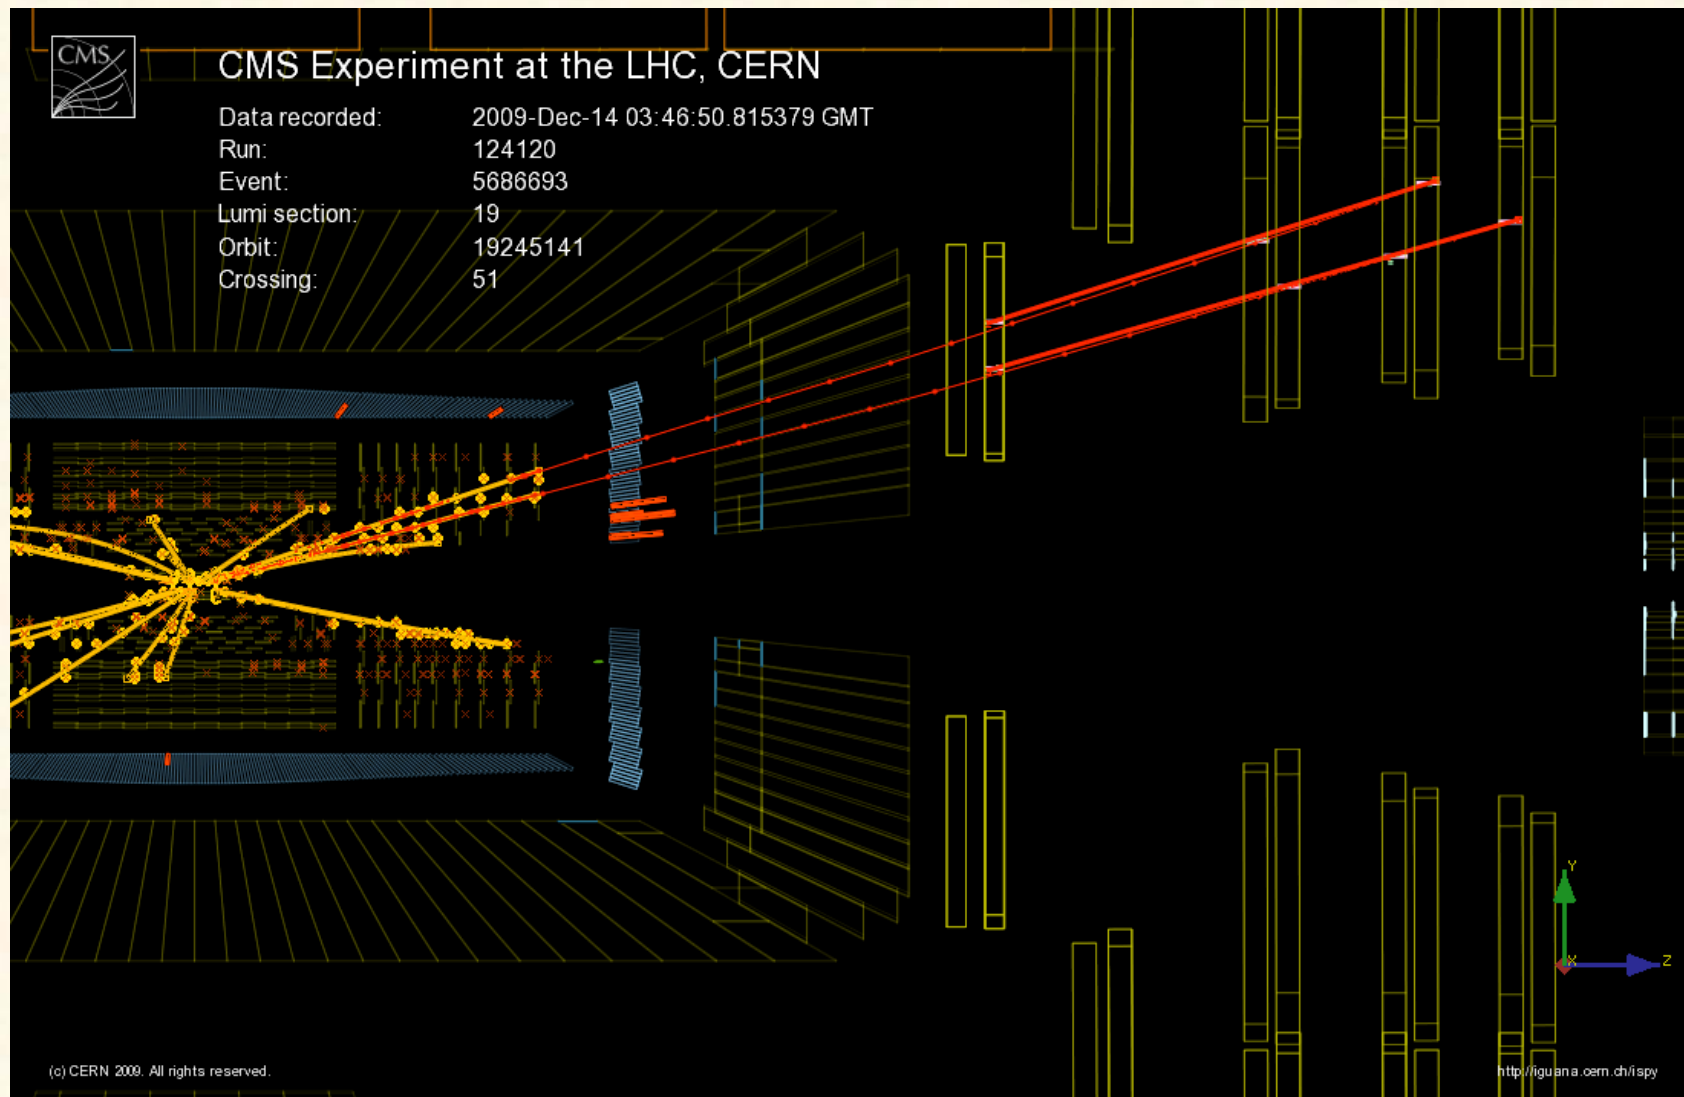 CMS
CMS Experiment at the LHC, CERN
Data recorded: 2009-Dec-14 03:46:50.815379 GMT
Run: 124120
Event: 5686693
Lumi section: 19
Orbit: 19245141
Crossing: 51
Y
X
Z
(c) CERN 2009. All rights reserved.
http://iguana.cern.ch/ispy